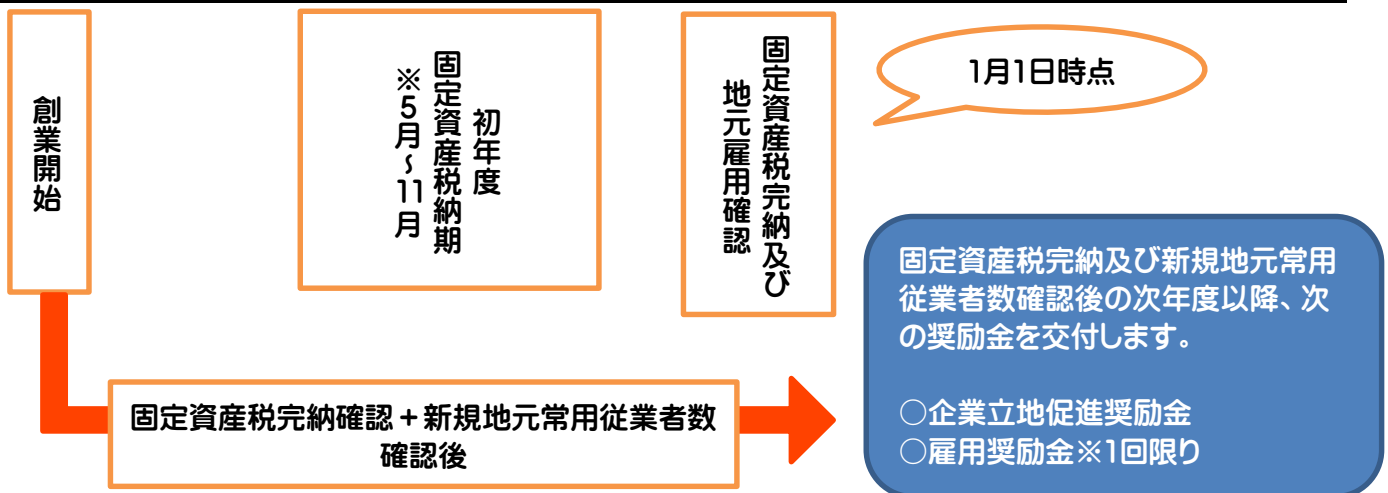 創業開始
初年度
固定資産税納期
※5月~11月
固定資産税完納及び
地元雇用確認
1月1日時点
固定資産税完納及び新規地元常用
従業者数確認後の次年度以降、次
の奨励金を交付します。
○企業立地促進奨励金
○雇用奨励金※1回限り
固定資産税完納確認+新規地元常用従業者数
確認後